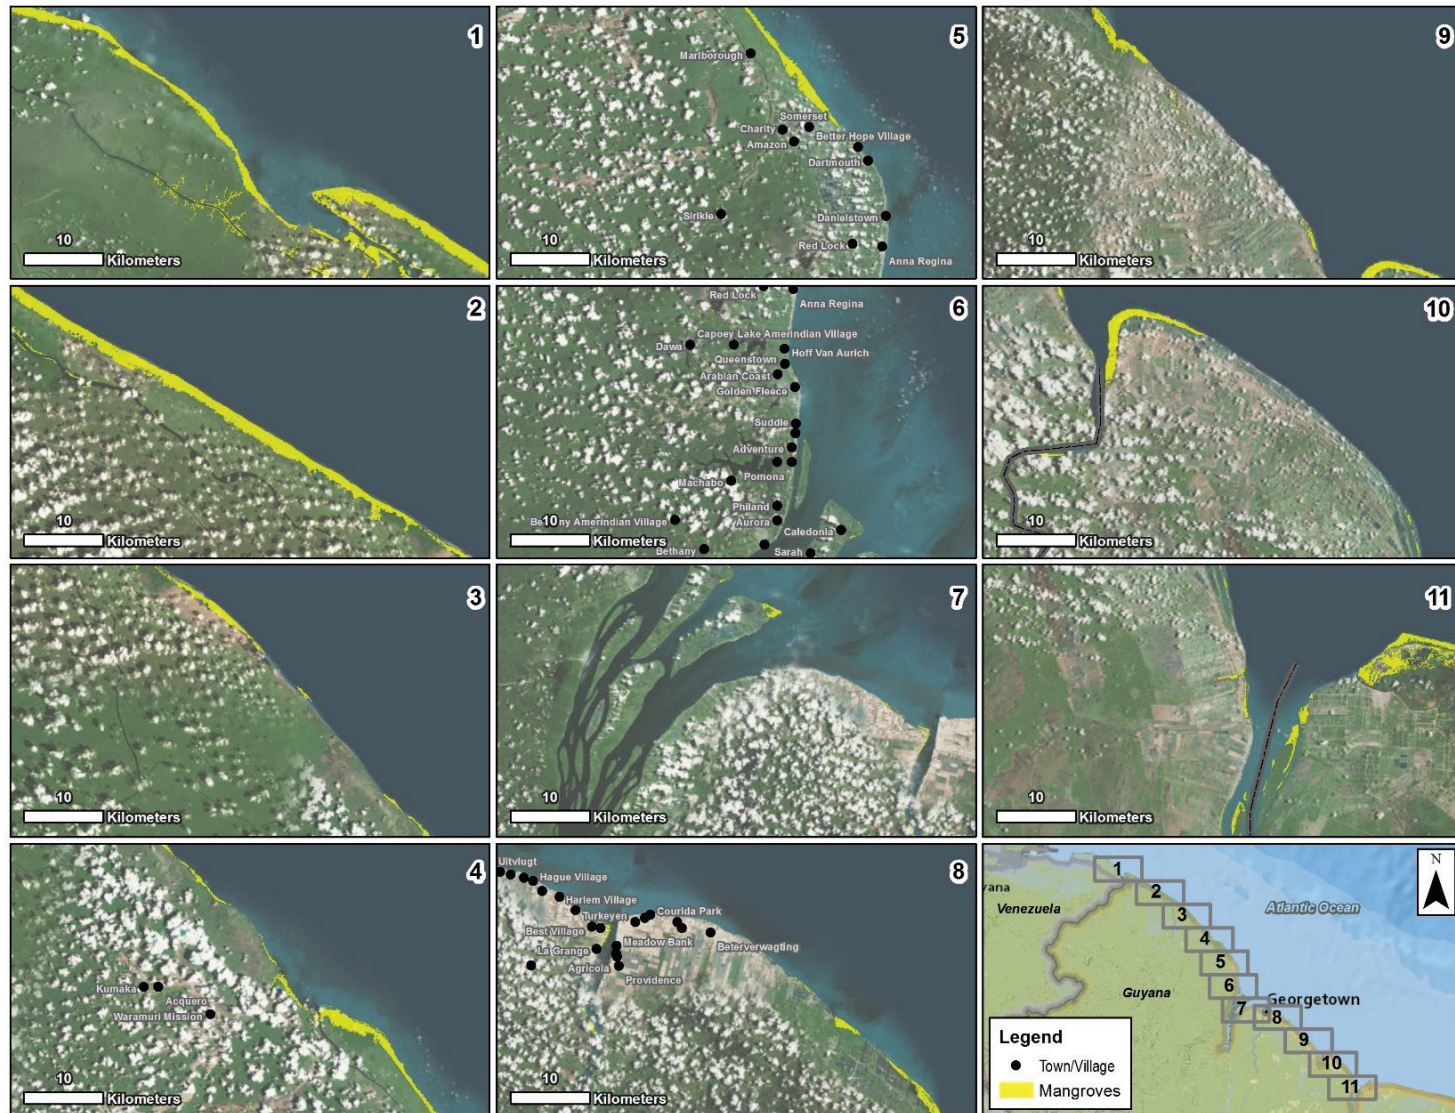 1
10
Kilometers
2
10
Kilometers
3
10
Kilometers
4
Kumaka
Acquero
Waramuri Mission
10
Kilometers
5
Marlborough
Somerset
Charity
Better Hope Village
Amazon
Dartmouth
Sirikie
Danielstown
Red Lock
Anna Regina
10
Kilometers
6
Red Lock
Anna Regina
Capoey Lake Amerindian Village
Dawa
Hoff Van Aurich
Queenstown
Arabian Coast
Golden Fleece
Suddie
Adventure
Pomona
Machabo
Philand
Bethany Amerindian Village
Aurora
Caledonia
Bethany
Sarah
10
Kilometers
7
10
Kilometers
8
Uitvlugt
Hague Village
Harlem Village
Turkeyen
Courida Park
Best Village
Meadow Bank
Beterverwagting
La Grange
Agricola
Providence
10
Kilometers
9
10
Kilometers
10
10
Kilometers
11
10
Kilometers
N
yana
Venezuela
Atlantic Ocean
Guyana
Georgetown
1
2
3
4
5
6
7
8
9
10
11
Legend
Town/Village
Mangroves